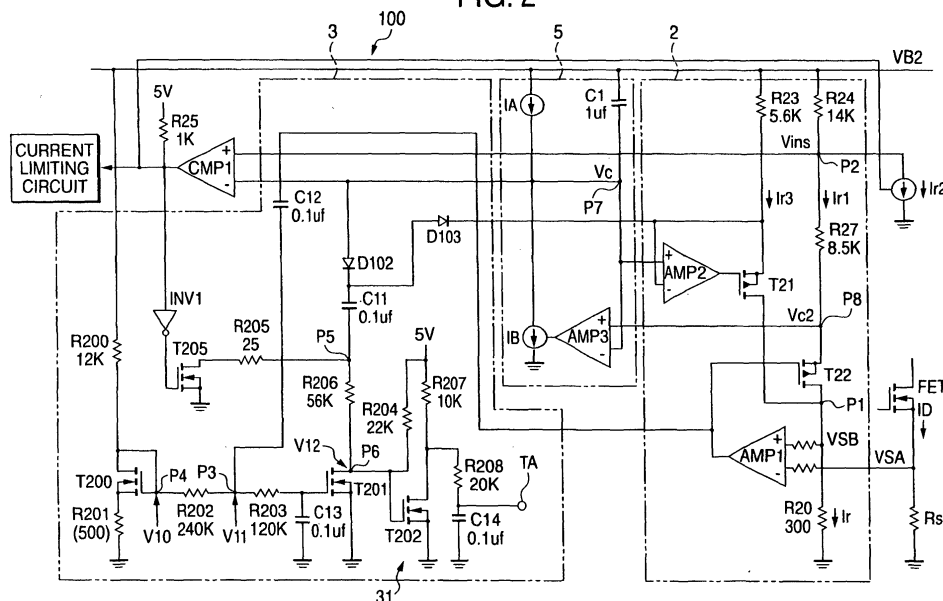 FIG. 2
100
3
5
2
VB2
5V
R25
1K
IA
C1
1uf
R23
5.6K
R24
14K
CURRENT
LIMITING
CIRCUIT
CMP1
+
-
Vins
P2
Vc
P7
Ir3
Ir1
Ir2
C12
0.1uf
D103
R27
8.5K
D102
AMP2
+
-
T21
INV1
C11
0.1uf
P8
Vc2
R200
12K
R205
25
P5
5V
IB
AMP3
+
-
T205
T22
FET
R206
56K
R204
22K
R207
10K
P1
ID
V12
P6
TA
VSB
T200
P4
P3
T201
R208
20K
AMP1
+
-
VSA
R201
(500)
R202
240K
R203
120K
C13
0.1uf
T202
C14
0.1uf
R20
300
Ir
Rs
V10
V11
31